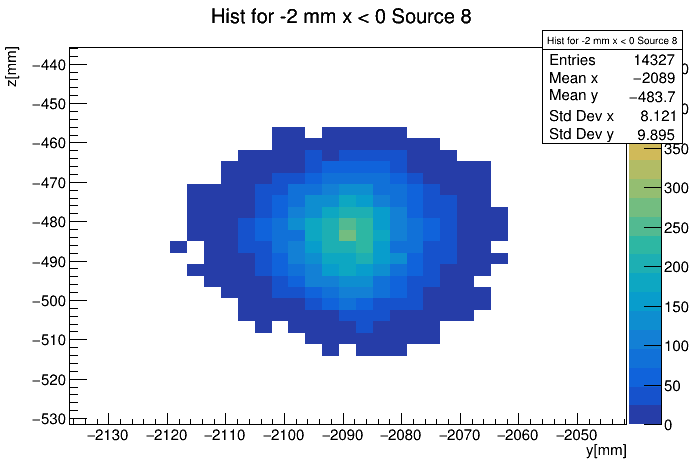 Hist for -2 mm x < 0 Source 8
Hist for -2 mm x < 0 Source 8
Entries 14327
Mean x −2089
Mean y −483.7
Std Dev x 8.121
Std Dev y 9.895
z[mm]
−440
−450
−460
−470
−480
−490
−500
−510
−520
−530
−2130 −2120 −2110 −2100 −2090 −2080 −2070 −2060 −2050
y[mm]
350
300
250
200
150
100
50
0